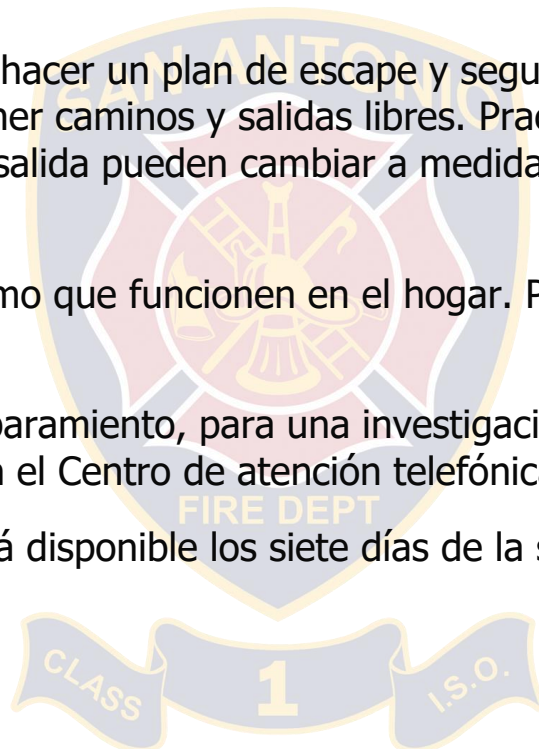 SAN ANTONIO
hacer un plan de escape y segu
ner caminos y salidas libres. Prac
salida pueden cambiar a medida
mo que funcionen en el hogar. P
paramiento, para una investigaci
n el Centro de atención telefónica
FIRE DEPT
á disponible los siete días de la s
CLASS 1 I.S.O.